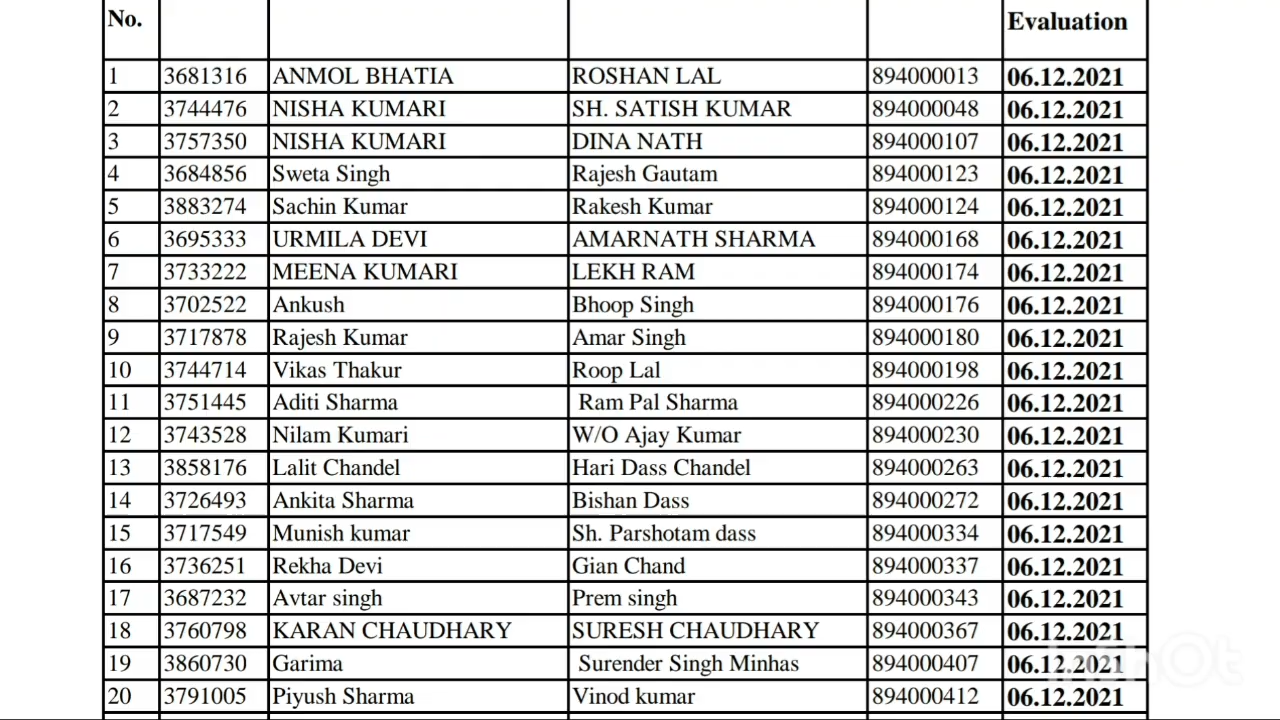 No. Evaluation
1 3681316 ANMOL BHATIA ROSHAN LAL 894000013 06.12.2021
2 3744476 NISHA KUMARI SH. SATISH KUMAR 894000048 06.12.2021
3 3757350 NISHA KUMARI DINA NATH 894000107 06.12.2021
4 3684856 Sweta Singh Rajesh Gautam 894000123 06.12.2021
5 3883274 Sachin Kumar Rakesh Kumar 894000124 06.12.2021
6 3695333 URMILA DEVI AMARNATH SHARMA 894000168 06.12.2021
7 3733222 MEENA KUMARI LEKH RAM 894000174 06.12.2021
8 3702522 Ankush Bhoop Singh 894000176 06.12.2021
9 3717878 Rajesh Kumar Amar Singh 894000180 06.12.2021
10 3744714 Vikas Thakur Roop Lal 894000198 06.12.2021
11 3751445 Aditi Sharma Ram Pal Sharma 894000226 06.12.2021
12 3743528 Nilam Kumari W/O Ajay Kumar 894000230 06.12.2021
13 3858176 Lalit Chandel Hari Dass Chandel 894000263 06.12.2021
14 3726493 Ankita Sharma Bishan Dass 894000272 06.12.2021
15 3717549 Munish kumar Sh. Parshotam dass 894000334 06.12.2021
16 3736251 Rekha Devi Gian Chand 894000337 06.12.2021
17 3687232 Avtar singh Prem singh 894000343 06.12.2021
18 3760798 KARAN CHAUDHARY SURESH CHAUDHARY 894000367 06.12.2021
19 3860730 Garima Surender Singh Minhas 894000407 06.12.2021
20 3791005 Piyush Sharma Vinod kumar 894000412 06.12.2021
InShOt